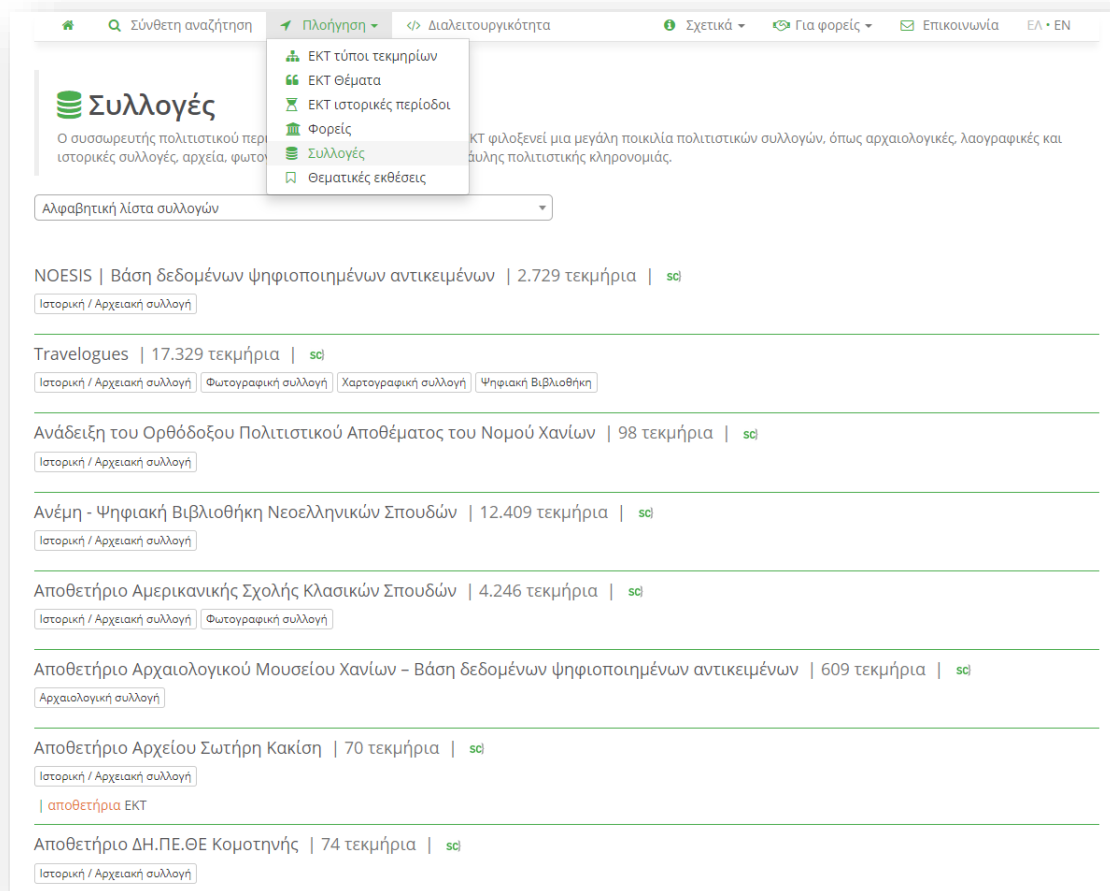 Σύνθετη αναζήτηση Πλοήγηση </> Διαλειτουργικότητα Σχετικά Για φορείς Επικοινωνία ΕΛ • EN
ΕΚΤ τύποι τεκμηρίων
ΕΚΤ Θέματα
ΕΚΤ ιστορικές περίοδοι
Φορείς
Συλλογές
Θεματικές εκθέσεις
Συλλογές
Ο συσσωρευτής πολιτιστικού περι ΚΤ φιλοξενεί μια μεγάλη ποικιλία πολιτιστικών συλλογών, όπως αρχαιολογικές, λαογραφικές και
ιστορικές συλλογές, αρχεία, φωτογ άυλης πολιτιστικής κληρονομιάς.
Αλφαβητική λίστα συλλογών
NOESIS | Βάση δεδομένων ψηφιοποιημένων αντικειμένων | 2.729 τεκμήρια | sc)
Ιστορική / Αρχειακή συλλογή
Travelogues | 17.329 τεκμήρια | sc)
Ιστορική / Αρχειακή συλλογή Φωτογραφική συλλογή Χαρτογραφική συλλογή Ψηφιακή Βιβλιοθήκη
Ανάδειξη του Ορθόδοξου Πολιτιστικού Αποθέματος του Νομού Χανίων | 98 τεκμήρια | sc)
Ιστορική / Αρχειακή συλλογή
Ανέμη - Ψηφιακή Βιβλιοθήκη Νεοελληνικών Σπουδών | 12.409 τεκμήρια | sc)
Ιστορική / Αρχειακή συλλογή
Αποθετήριο Αμερικανικής Σχολής Κλασικών Σπουδών | 4.246 τεκμήρια | sc)
Ιστορική / Αρχειακή συλλογή Φωτογραφική συλλογή
Αποθετήριο Αρχαιολογικού Μουσείου Χανίων – Βάση δεδομένων ψηφιοποιημένων αντικειμένων | 609 τεκμήρια | sc)
Αρχαιολογική συλλογή
Αποθετήριο Αρχείου Σωτήρη Κακίση | 70 τεκμήρια | sc)
Ιστορική / Αρχειακή συλλογή
| αποθετήρια ΕΚΤ
Αποθετήριο ΔΗ.ΠΕ.ΘΕ Κομοτηνής | 74 τεκμήρια | sc)
Ιστορική / Αρχειακή συλλογή